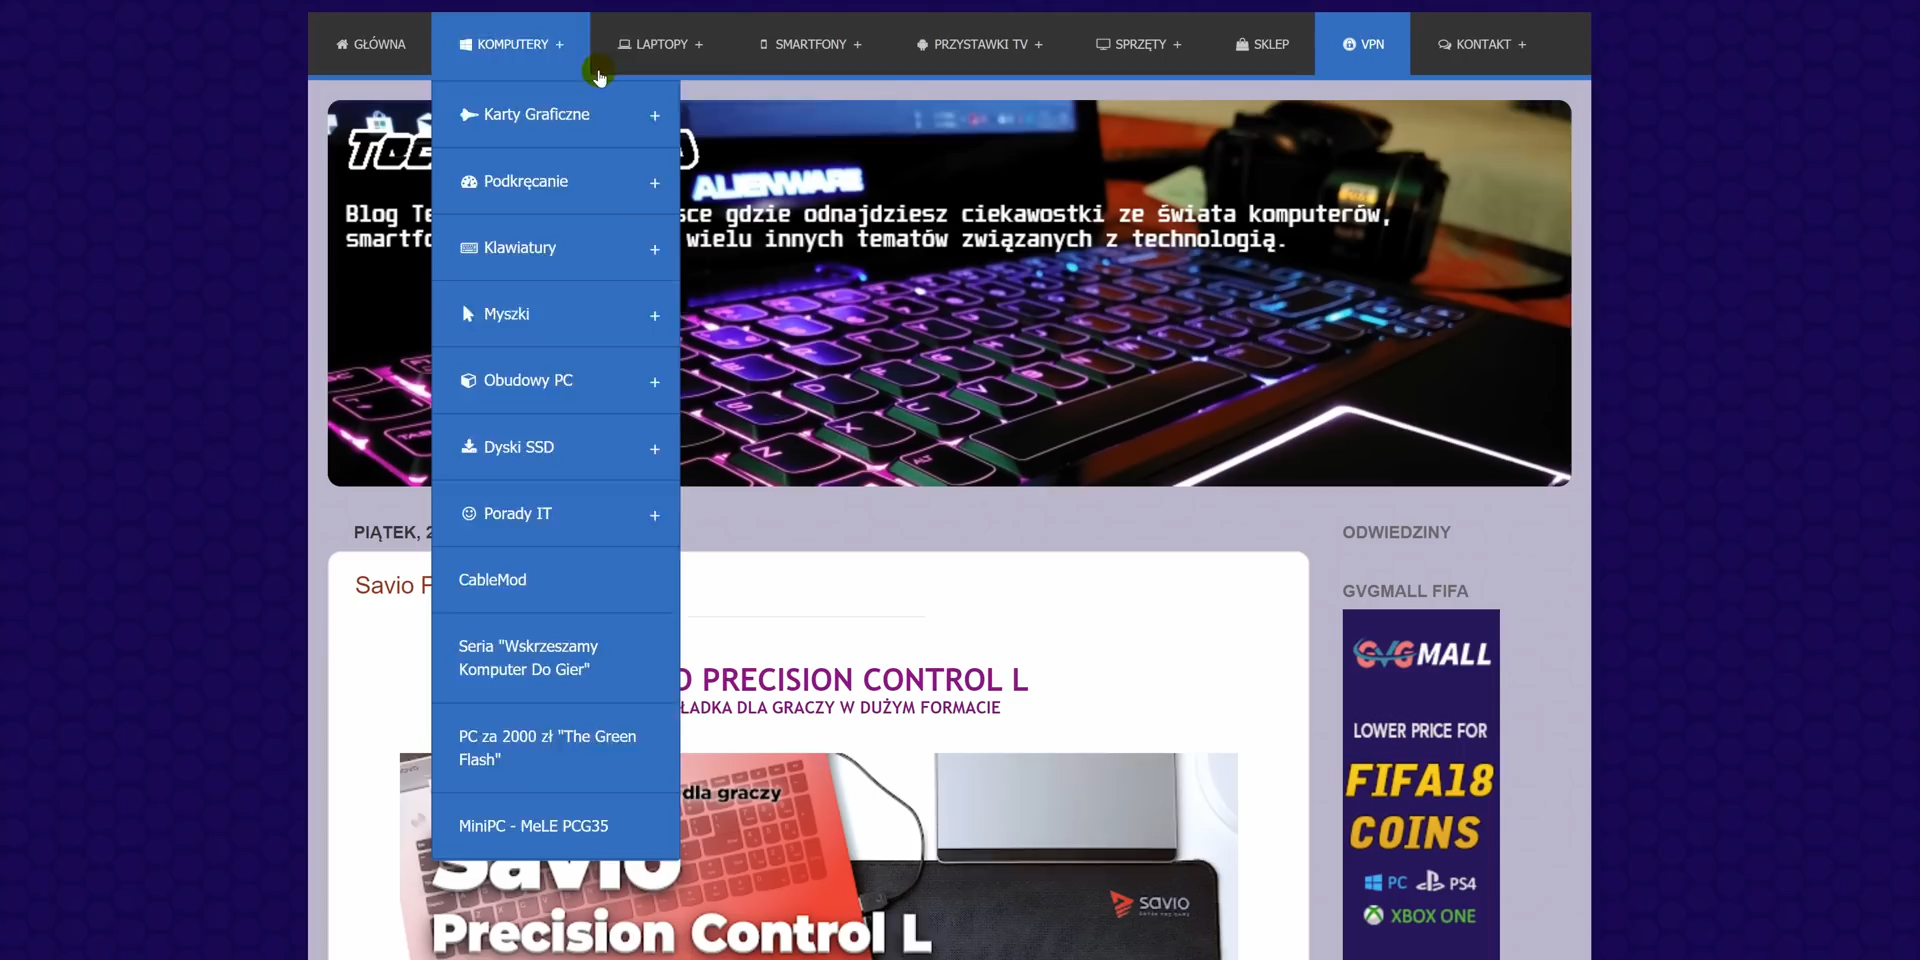 GŁÓWNA
KOMPUTERY +
LAPTOPY +
SMARTFONY +
PRZYSTAWKI TV +
SPRZĘTY +
SKLEP
VPN
KONTAKT +
Karty Graficzne +
Podkręcanie +
Klawiatury +
Myszki +
Obudowy PC +
Dyski SSD +
Porady IT +
CableMod
Seria "Wskrzeszamy
Komputer Do Gier"
PC za 2000 zł "The Green
Flash"
MiniPC - MeLE PCG35
ALIENWARE
Blog sce gdzie odnajdziesz ciekawostki ze świata komputerów,
wielu innych tematów związanych z technologią.
PIĄTEK,
Savio
PRECISION CONTROL L
DLA GRACZY W DUŻYM FORMACIE
dla graczy
Savio
Precision Control L
savio
ODWIEDZINY
GVGMALL FIFA
GVGMALL
LOWER PRICE FOR
FIFA18
COINS
PC PS4
XBOX ONE